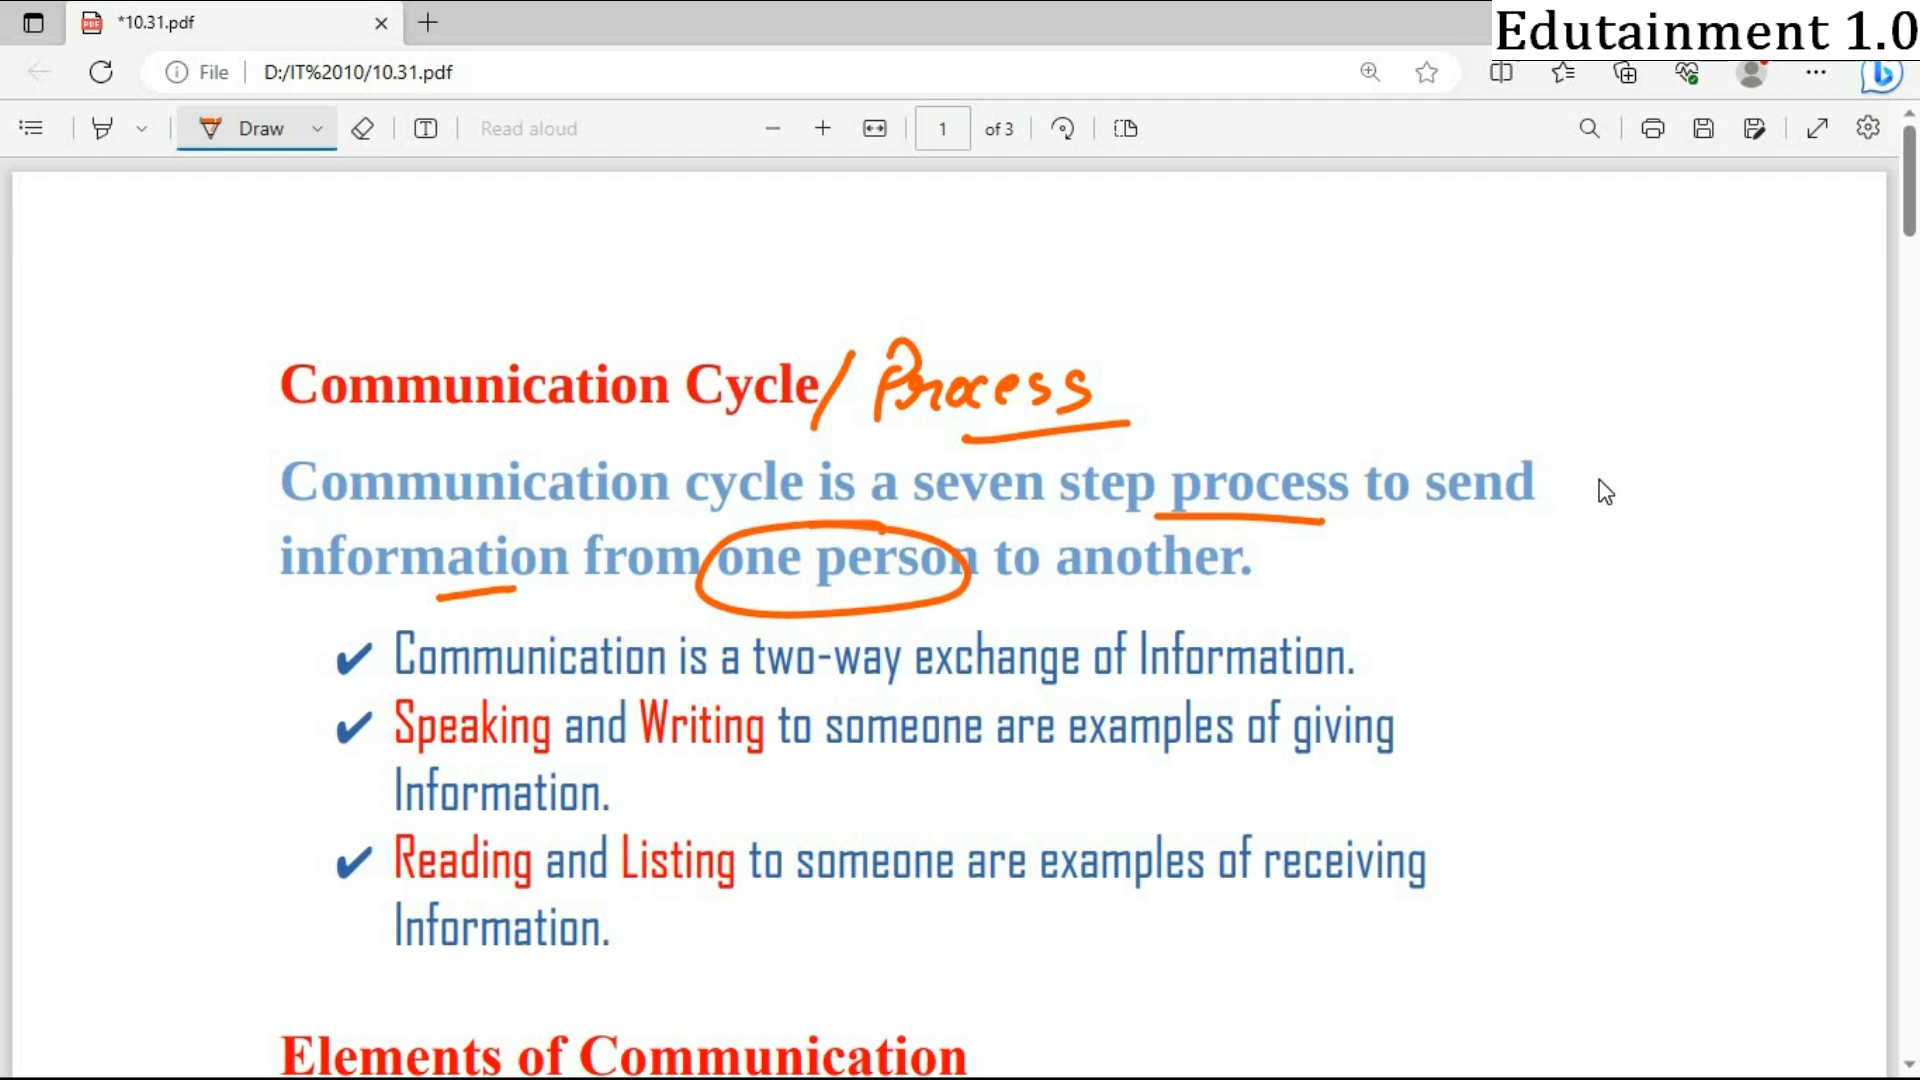 *10.31.pdf
Edutainment 1.0
File D:/IT%2010/10.31.pdf
Draw Read aloud 1 of 3
Communication Cycle/ Process
Communication cycle is a seven step process to send
information from one person to another.
✔ Communication is a two-way exchange of Information.
✔ Speaking and Writing to someone are examples of giving
Information.
✔ Reading and Listing to someone are examples of receiving
Information.
Elements of Communication